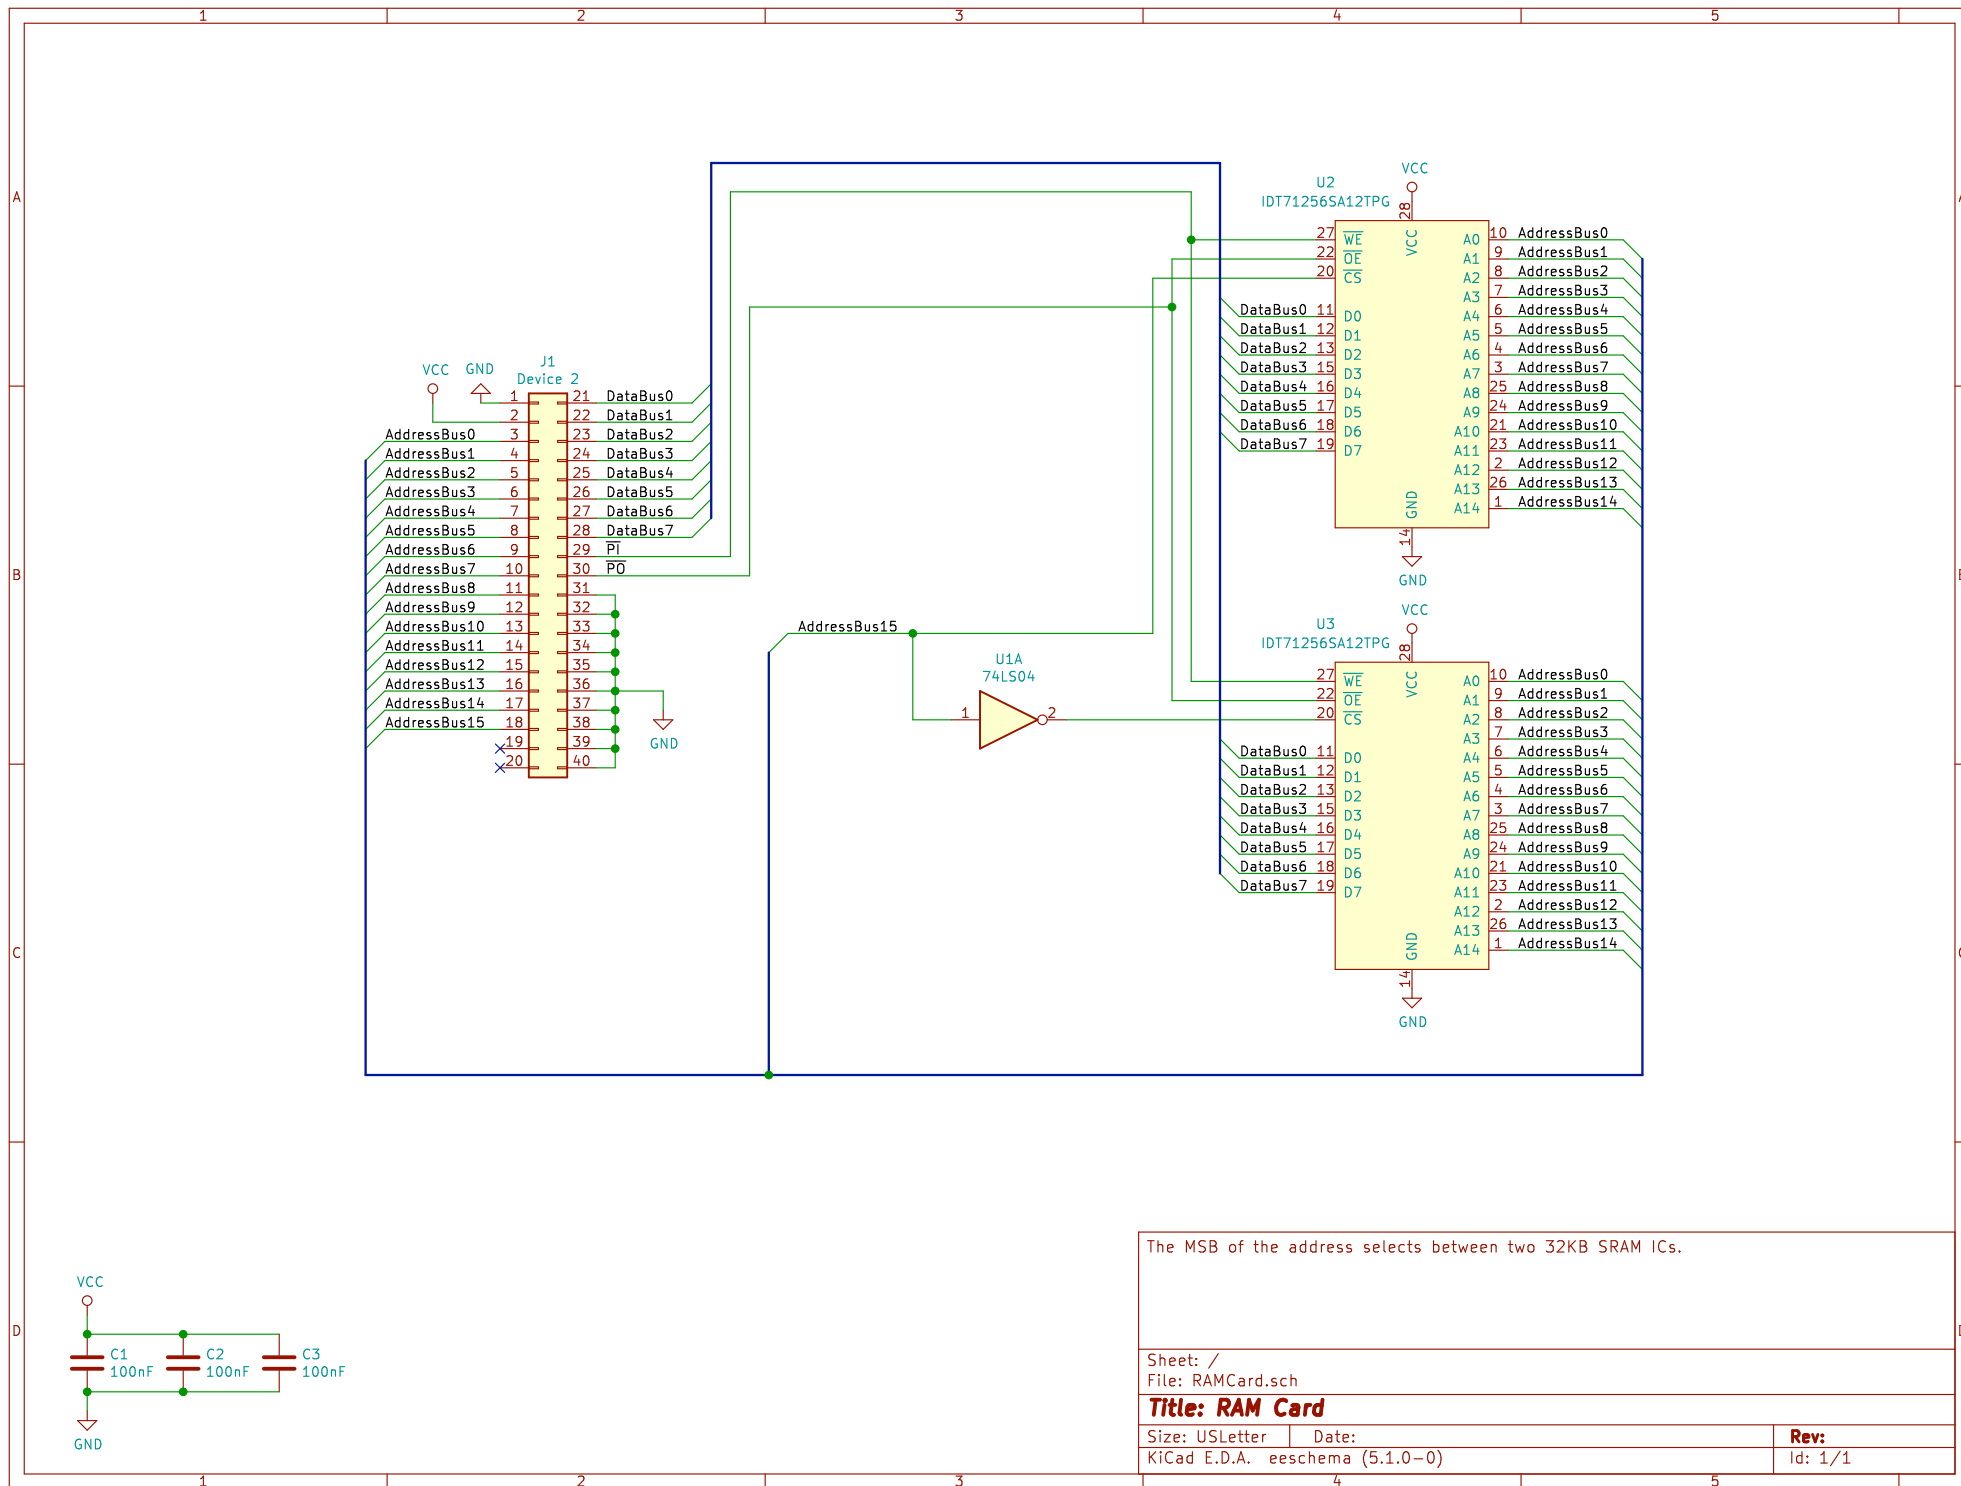 1 2 3 4 5
A
B
C
D
VCC
GND
J1
Device 2
1 21 DataBus0
2 22 DataBus1
AddressBus0 3 23 DataBus2
AddressBus1 4 24 DataBus3
AddressBus2 5 25 DataBus4
AddressBus3 6 26 DataBus5
AddressBus4 7 27 DataBus6
AddressBus5 8 28 DataBus7
AddressBus6 9 29 PI
AddressBus7 10 30 PO
AddressBus8 11 31
AddressBus9 12 32
AddressBus10 13 33
AddressBus11 14 34
AddressBus12 15 35
AddressBus13 16 36
AddressBus14 17 37
AddressBus15 18 38
19 39
20 40
GND
AddressBus15
U1A
74LS04
1 2
U2
IDT71256SA12TPG
VCC
28
VCC
27 WE A0 10 AddressBus0
22 OE A1 9 AddressBus1
20 CS A2 8 AddressBus2
A3 7 AddressBus3
DataBus0 11 D0 A4 6 AddressBus4
DataBus1 12 D1 A5 5 AddressBus5
DataBus2 13 D2 A6 4 AddressBus6
DataBus3 15 D3 A7 3 AddressBus7
DataBus4 16 D4 A8 25 AddressBus8
DataBus5 17 D5 A9 24 AddressBus9
DataBus6 18 D6 A10 21 AddressBus10
DataBus7 19 D7 A11 23 AddressBus11
A12 2 AddressBus12
A13 26 AddressBus13
A14 1 AddressBus14
GND
14
GND
U3
IDT71256SA12TPG
VCC
28
VCC
27 WE A0 10 AddressBus0
22 OE A1 9 AddressBus1
20 CS A2 8 AddressBus2
A3 7 AddressBus3
DataBus0 11 D0 A4 6 AddressBus4
DataBus1 12 D1 A5 5 AddressBus5
DataBus2 13 D2 A6 4 AddressBus6
DataBus3 15 D3 A7 3 AddressBus7
DataBus4 16 D4 A8 25 AddressBus8
DataBus5 17 D5 A9 24 AddressBus9
DataBus6 18 D6 A10 21 AddressBus10
DataBus7 19 D7 A11 23 AddressBus11
A12 2 AddressBus12
A13 26 AddressBus13
A14 1 AddressBus14
GND
14
GND
VCC
C1 C2 C3
100nF 100nF 100nF
GND
The MSB of the address selects between two 32KB SRAM ICs.
Sheet: /
File: RAMCard.sch
Title: RAM Card
Size: USLetter Date: Rev:
KiCad E.D.A. eeschema (5.1.0-0) Id: 1/1
1 2 3 4 5